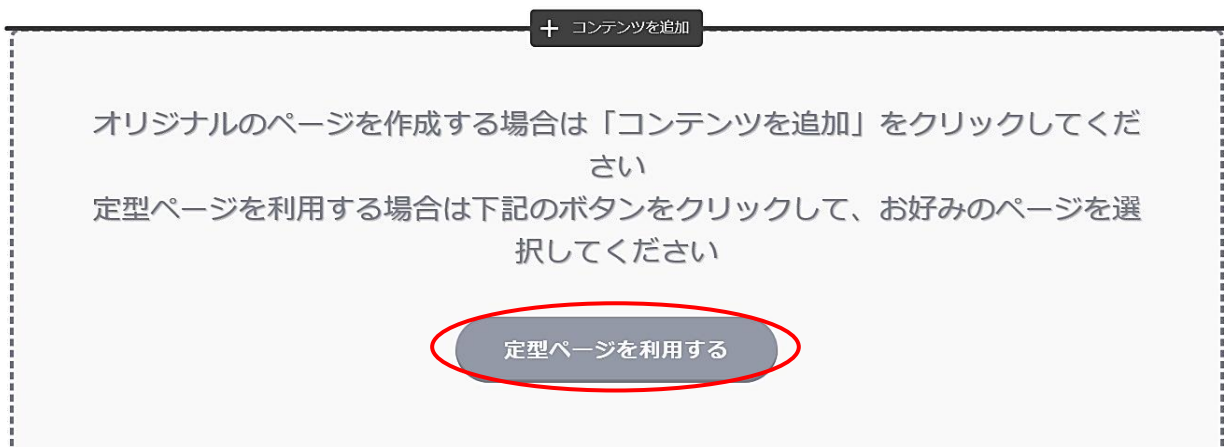 + コンテンツを追加
オリジナルのページを作成する場合は「コンテンツを追加」をクリックしてくだ
さい
定型ページを利用する場合は下記のボタンをクリックして、お好みのページを選
択してください
定型ページを利用する